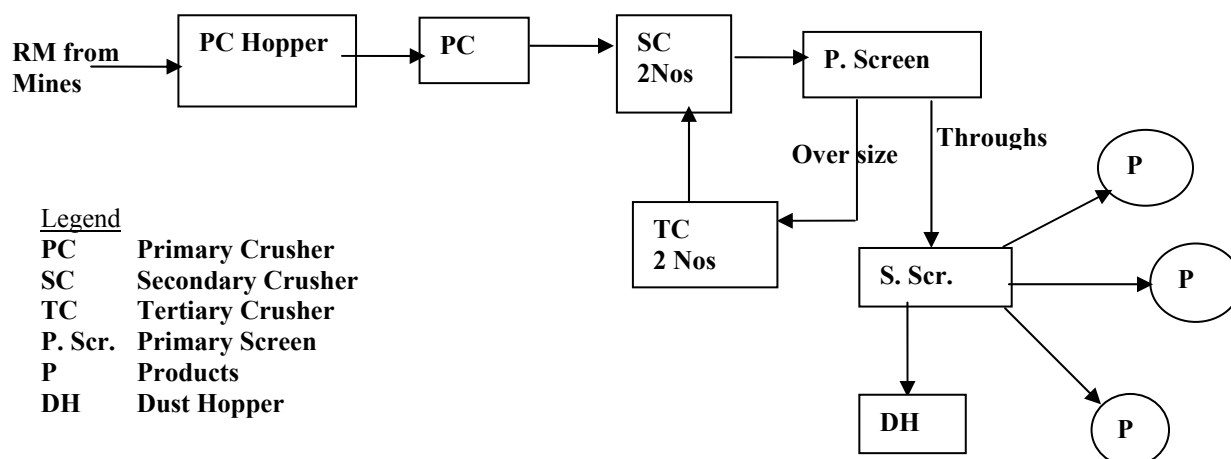 RM from
Mines
PC Hopper
PC
SC
2Nos
P. Screen
Over size
Throughs
TC
2 Nos
S. Scr.
P
P
P
DH
Legend
PC Primary Crusher
SC Secondary Crusher
TC Tertiary Crusher
P. Scr. Primary Screen
P Products
DH Dust Hopper